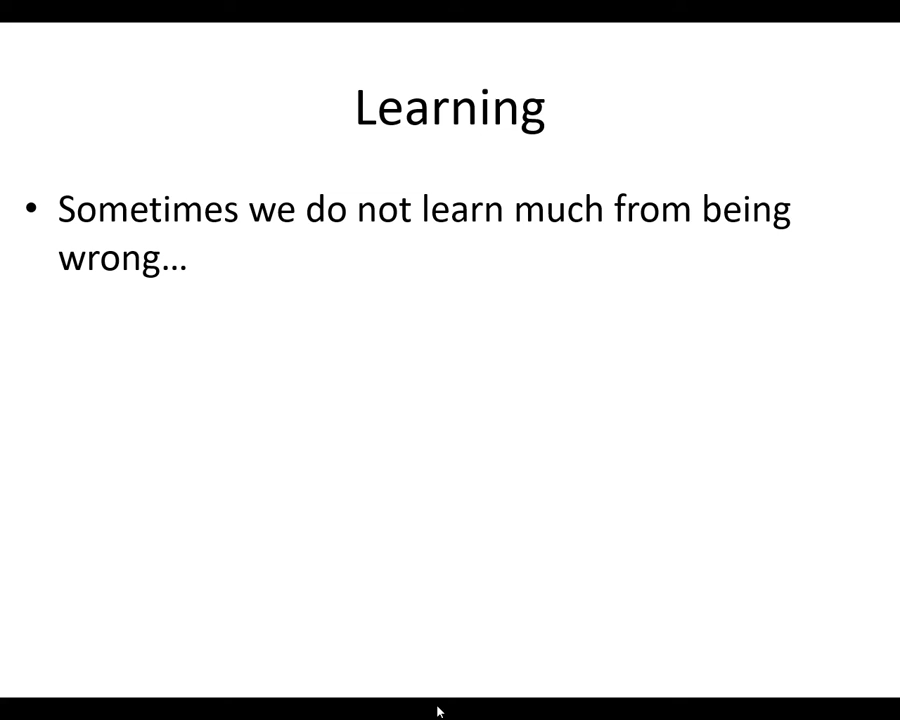 Learning
• Sometimes we do not learn much from being
wrong…